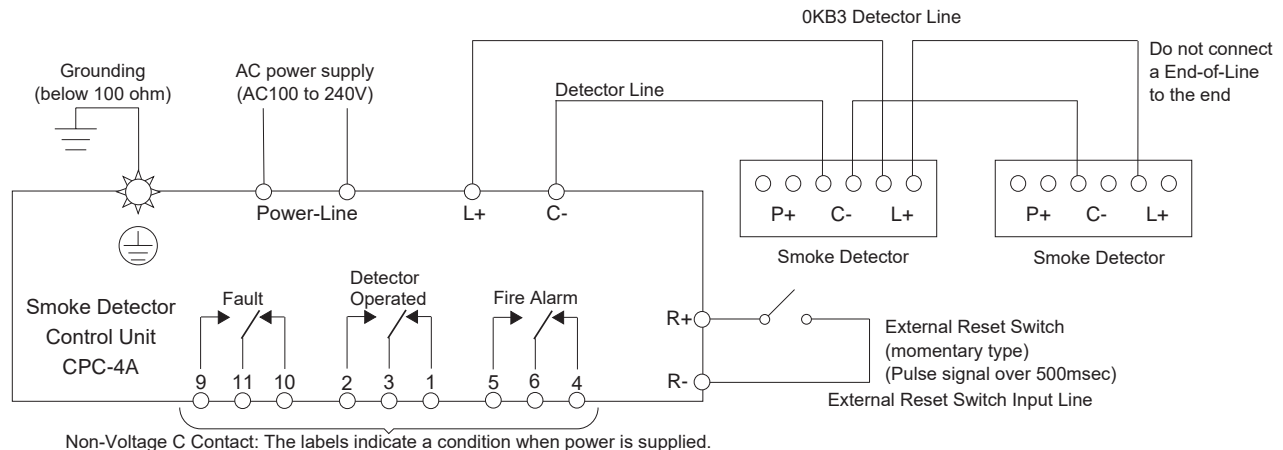 0KB3 Detector Line
Grounding
(below 100 ohm)
AC power supply
(AC100 to 240V)
Detector Line
Do not connect
a End-of-Line
to the end
Power-Line
L+
C-
P+ C- L+
Smoke Detector
P+ C- L+
Smoke Detector
Smoke Detector
Control Unit
CPC-4A
Fault
Detector
Operated
Fire Alarm
9 11 10 2 3 1 5 6 4
R+
R-
External Reset Switch
(momentary type)
(Pulse signal over 500msec)
External Reset Switch Input Line
Non-Voltage C Contact: The labels indicate a condition when power is supplied.